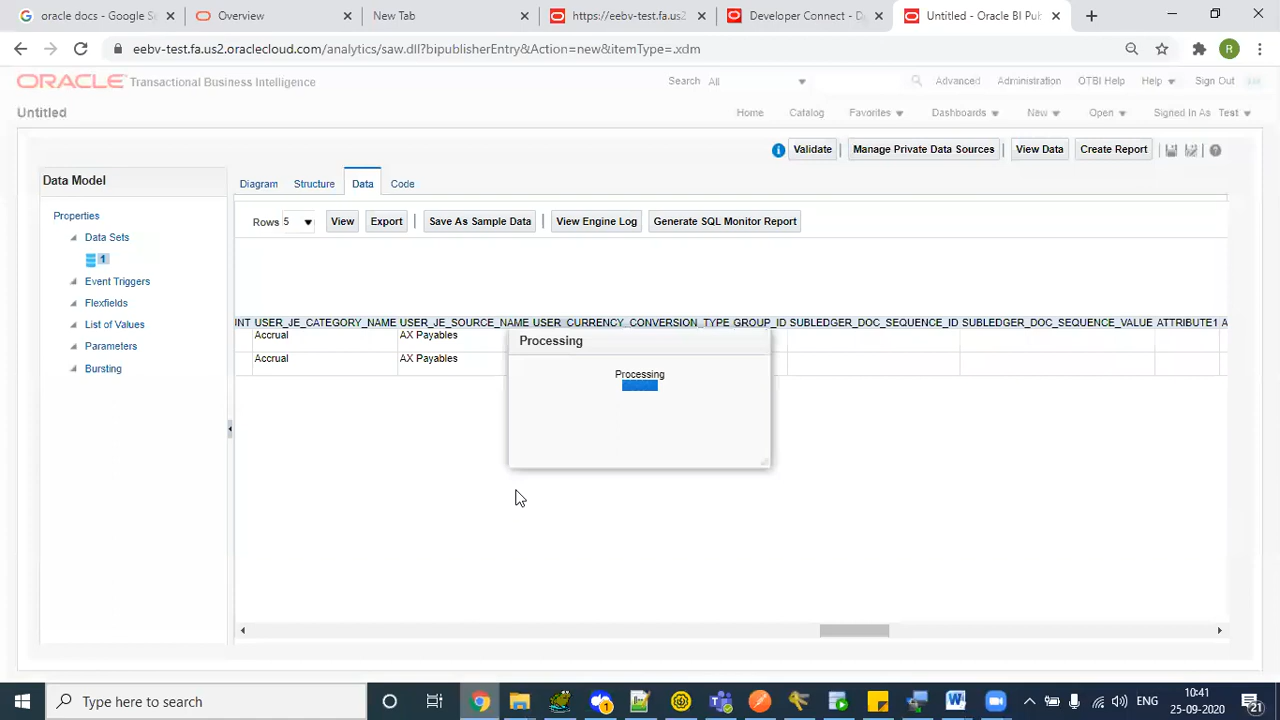 oracle docs - Google S
Overview
New Tab
https://eebv-test.fa.us2
Developer Connect - D
Untitled - Oracle BI Pub
eebv-test.fa.us2.oraclecloud.com/analytics/saw.dll?bipublisherEntry&Action=new&itemType=.xdm
R
ORACLE Transactional Business Intelligence
Search All
Advanced
Administration
OTBI Help
Help
Sign Out
Untitled
Home
Catalog
Favorites
Dashboards
New
Open
Signed In As Test
Validate
Manage Private Data Sources
View Data
Create Report
Data Model
Diagram
Structure
Data
Code
Properties
Data Sets
1
Event Triggers
Flexfields
List of Values
Parameters
Bursting
Rows 5
View
Export
Save As Sample Data
View Engine Log
Generate SQL Monitor Report
INT USER_JE_CATEGORY_NAME USER_JE_SOURCE_NAME USER_CURRENCY_CONVERSION_TYPE GROUP_ID SUBLEDGER_DOC_SEQUENCE_ID SUBLEDGER_DOC_SEQUENCE_VALUE ATTRIBUTE1 A
Accrual AX Payables
Accrual AX Payables
Processing
Processing
Type here to search
1
ENG
10:41
25-09-2020
21